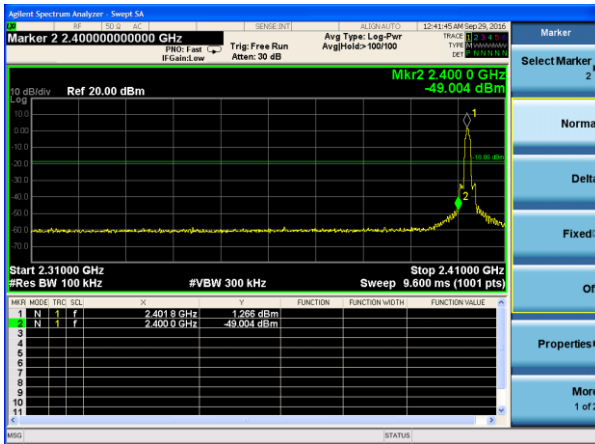 Agilent Spectrum Analyzer - Swept SA
RF 50 Ω AC SENSE:INT ALIGN AUTO 12:41:45 AM Sep 29, 2016
Marker 2 2.400000000000 GHz
PNO: Fast
IFGain:Low
Trig: Free Run
Atten: 30 dB
Avg Type: Log-Pwr
Avg|Hold:>100/100
TRACE 1 2 3 4 5 6
TYPE M
DET P N N N N N
Mkr2 2.400 0 GHz
-49.004 dBm
10 dB/div Ref 20.00 dBm
Log
10.0
0.00
-10.0
-20.0
-30.0
-40.0
-50.0
-60.0
-70.0
1
-18.86 dBm
2
Start 2.31000 GHz Stop 2.41000 GHz
#Res BW 100 kHz #VBW 300 kHz Sweep 9.600 ms (1001 pts)
MKR MODE TRC SCL X Y FUNCTION FUNCTION WIDTH FUNCTION VALUE
1 N 1 f 2.401 8 GHz 1.266 dBm
2 N 1 f 2.400 0 GHz -49.004 dBm
3
4
5
6
7
8
9
10
11
MSG STATUS
Marker
Select Marker
2
Norma
Delta
Fixed
Of
Properties
More
1 of 2